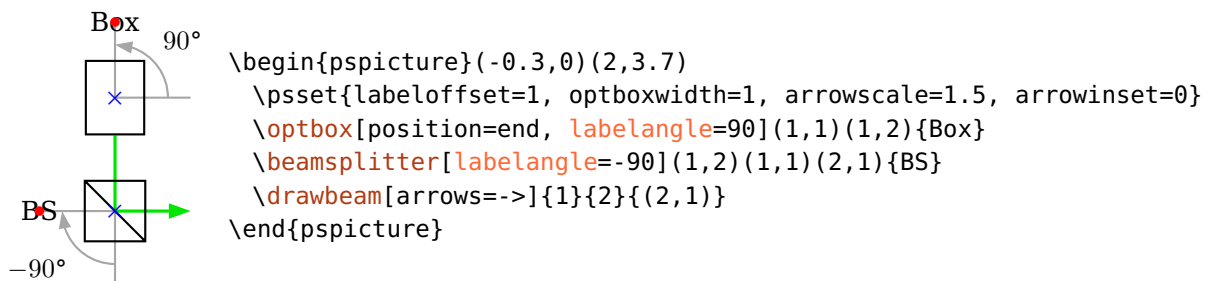 Box
90°
BS
−90°
\begin{pspicture}(-0.3,0)(2,3.7)
  \psset{labeloffset=1, optboxwidth=1, arrowscale=1.5, arrowinset=0}
  \optbox[position=end, labelangle=90](1,1)(1,2){Box}
  \beamsplitter[labelangle=-90](1,2)(1,1)(2,1){BS}
  \drawbeam[arrows=->]{1}{2}{(2,1)}
\end{pspicture}